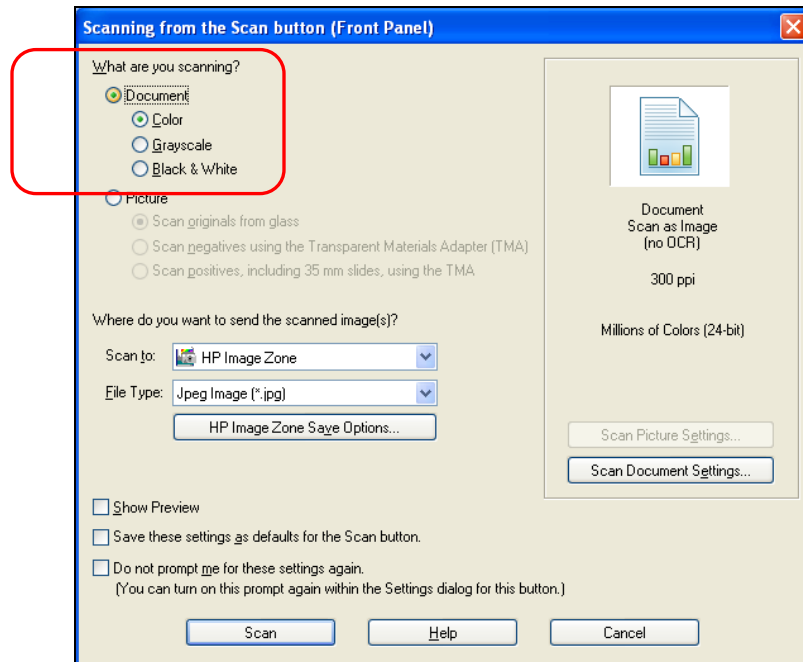 Scanning from the Scan button (Front Panel)
What are you scanning?
Document
Color
Grayscale
Black & White
Picture
Scan originals from glass
Scan negatives using the Transparent Materials Adapter (TMA)
Scan positives, including 35 mm slides, using the TMA
Where do you want to send the scanned image(s)?
Scan to: HP Image Zone
File Type: Jpeg Image (*.jpg)
HP Image Zone Save Options...
Show Preview
Save these settings as defaults for the Scan button.
Do not prompt me for these settings again.
(You can turn on this prompt again within the Settings dialog for this button.)
Document
Scan as Image
(no OCR)
300 ppi
Millions of Colors (24-bit)
Scan Picture Settings...
Scan Document Settings...
Scan
Help
Cancel